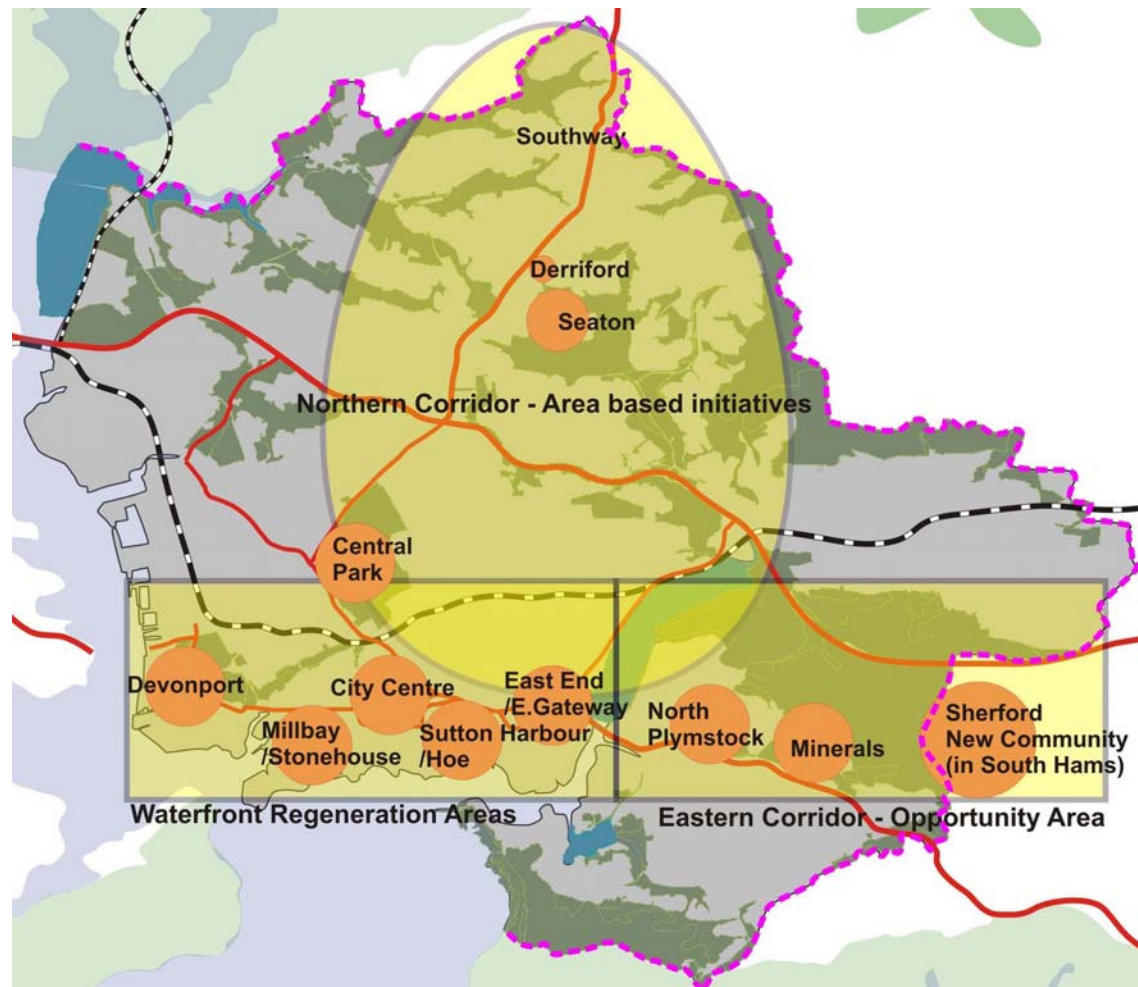 Southway
Derriford
Seaton
Northern Corridor - Area based initiatives
Central
Park
Devonport
City Centre
Millbay
/Stonehouse
Sutton Harbour
/Hoe
East End
/E.Gateway
North
Plymstock
Minerals
Sherford
New Community
(in South Hams)
Waterfront Regeneration Areas
Eastern Corridor - Opportunity Area